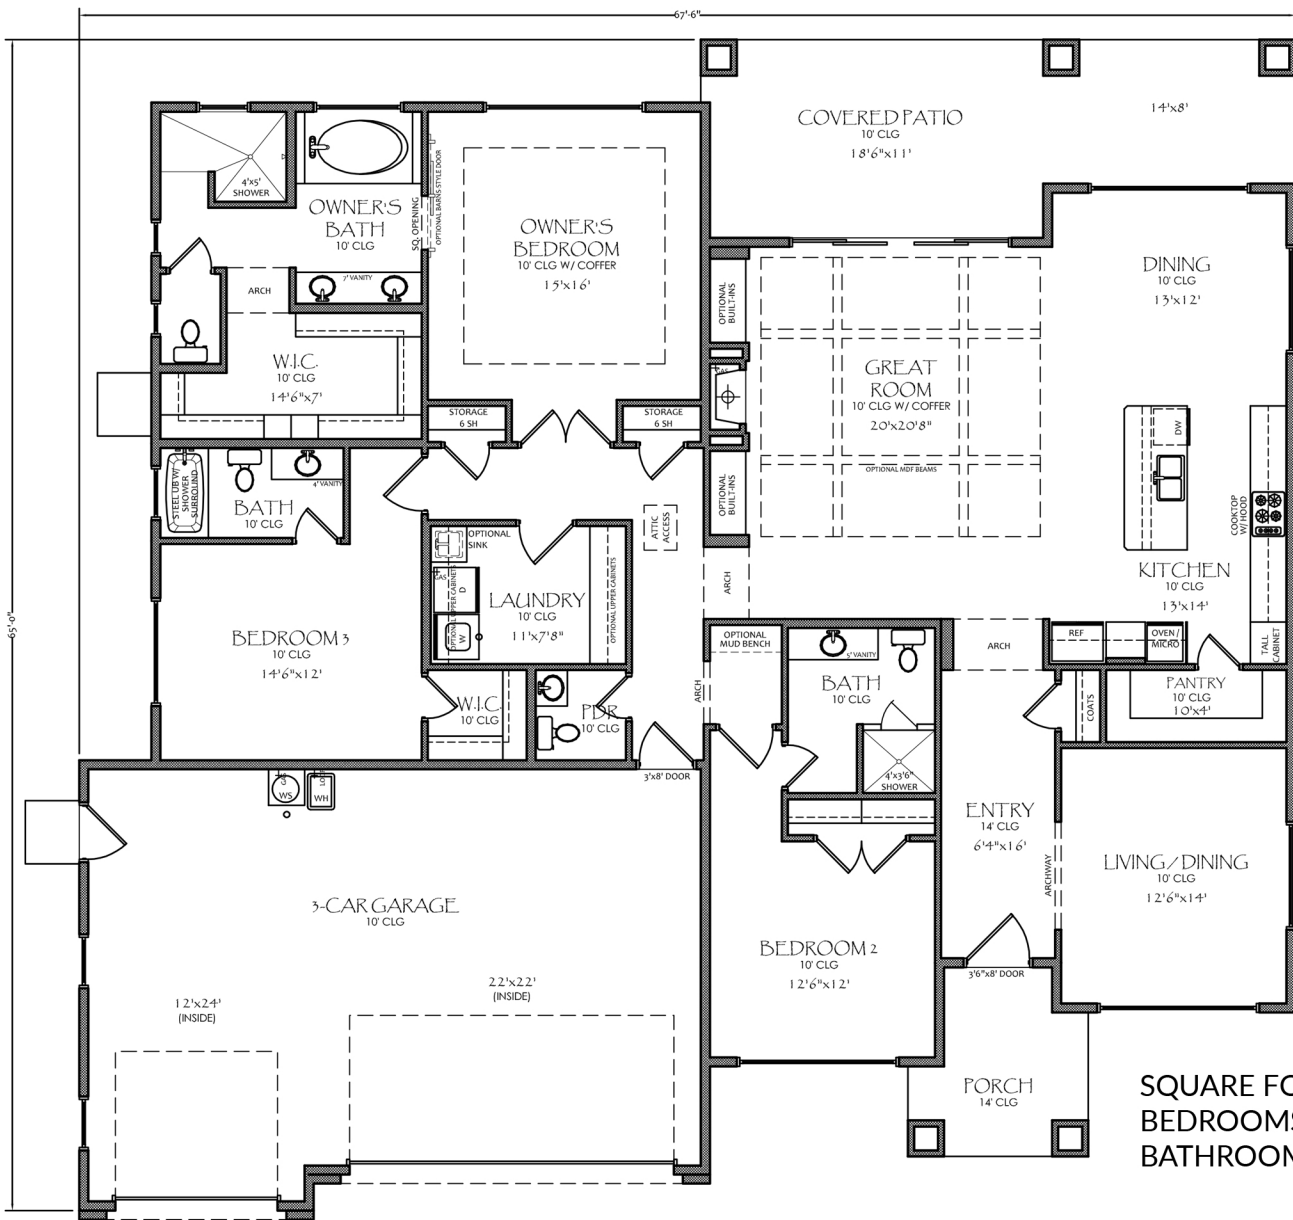 67'-6"
65'-0"
COVERED PATIO
10' CLG
18'6"x11'
14'x8'
4'x5'
SHOWER
OWNER'S
BATH
10' CLG
SQ. OPENING
OPTIONAL BARNS STYLE DOOR
7' VANITY
ARCH
OWNER'S
BEDROOM
10' CLG W/ COFFER
15'x16'
DINING
10' CLG
13'x12'
OPTIONAL
BUILT-INS
GAS
GREAT
ROOM
10' CLG W/ COFFER
20'x20'8"
OPTIONAL MDF BEAMS
OPTIONAL
BUILT-INS
W.I.C.
10' CLG
14'6"x7'
STORAGE
6 SH
STORAGE
6 SH
DW
COOKTOP
W/ HOOD
KITCHEN
10' CLG
13'x14'
STEEL UB W/
SHOWER
SURROUND
BATH
10' CLG
4' VANITY
ATTIC
ACCESS
OPTIONAL
SINK
GAS
D
W
OPTIONAL UPPER CABINETS
LAUNDRY
10' CLG
11'x7'8"
OPTIONAL UPPER CABINETS
ARCH
BEDROOM 3
10' CLG
14'6"x12'
OPTIONAL
MUD BENCH
ARCH
5' VANITY
BATH
10' CLG
ARCH
REF
OVEN /
MICRO
TALL
CABINET
PANTRY
10' CLG
10'x4'
COATS
W.I.C.
10' CLG
PDR
10' CLG
3'x8' DOOR
4'x3'6"
SHOWER
GAS
WS
WH
ENTRY
14' CLG
6'4"x16'
ARCHWAY
LIVING/DINING
10' CLG
12'6"x14'
3-CAR GARAGE
10' CLG
BEDROOM 2
10' CLG
12'6"x12'
3'6"x8' DOOR
12'x24'
(INSIDE)
22'x22'
(INSIDE)
PORCH
14' CLG
SQUARE FO
BEDROOMS
BATHROOM